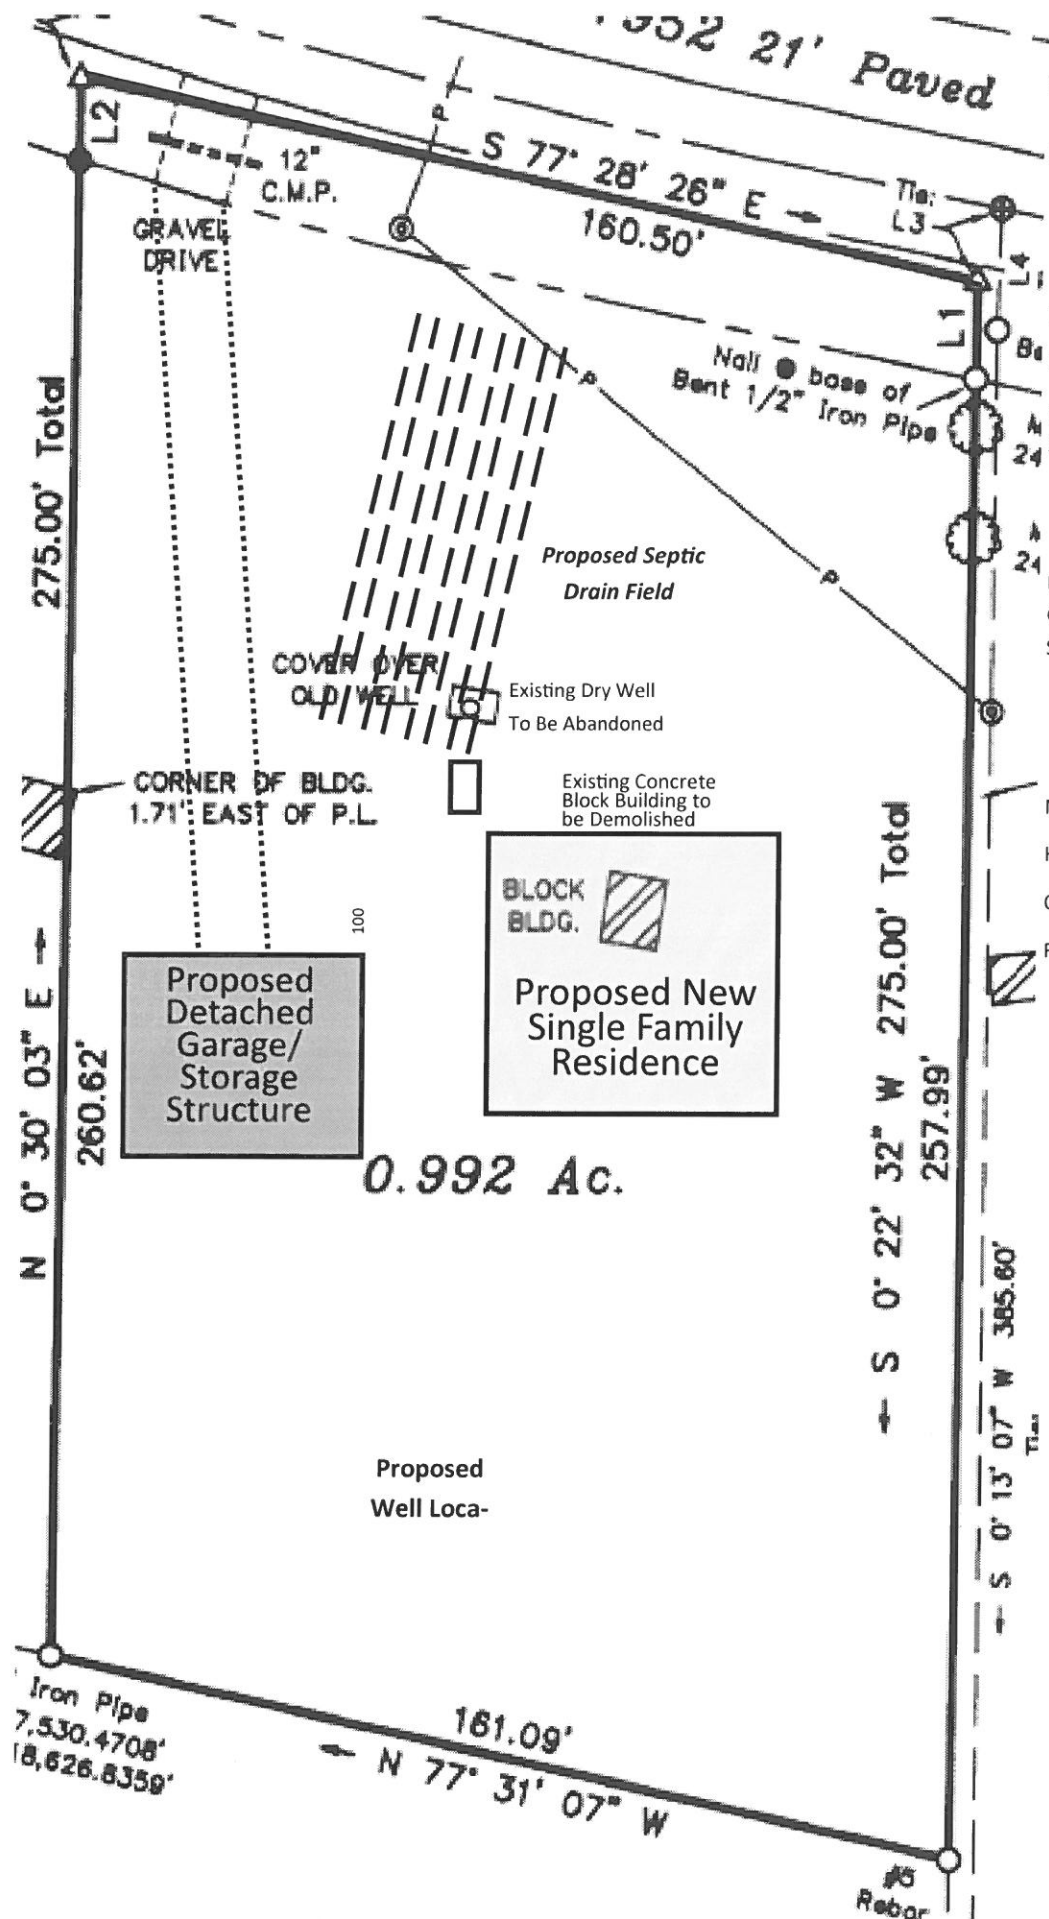 1952 21' Paved
L2
12"
C.M.P.
S 77° 28' 26" E
160.50'
GRAVEL
DRIVE
P
Tie:
L3
L4
L1
Nail ● base of
Bent 1/2" Iron Pipe
24
24
P
P
275.00' Total
Proposed Septic
Drain Field
COVER OVER
OLD WELL
Existing Dry Well
To Be Abandoned
CORNER OF BLDG.
1.71' EAST OF P.L.
Existing Concrete
Block Building to
be Demolished
BLOCK
BLDG.
100
Proposed
Detached
Garage/
Storage
Structure
Proposed New
Single Family
Residence
N 0° 30' 03" E
260.62'
0.992 Ac.
S 0° 22' 32" W 275.00' Total
257.99'
S 0° 13' 07" W 385.60'
Tie:
Proposed
Well Loca-
Iron Pipe
7,530.4708'
18,626.8359'
161.09'
N 77° 31' 07" W
#5
Rebar